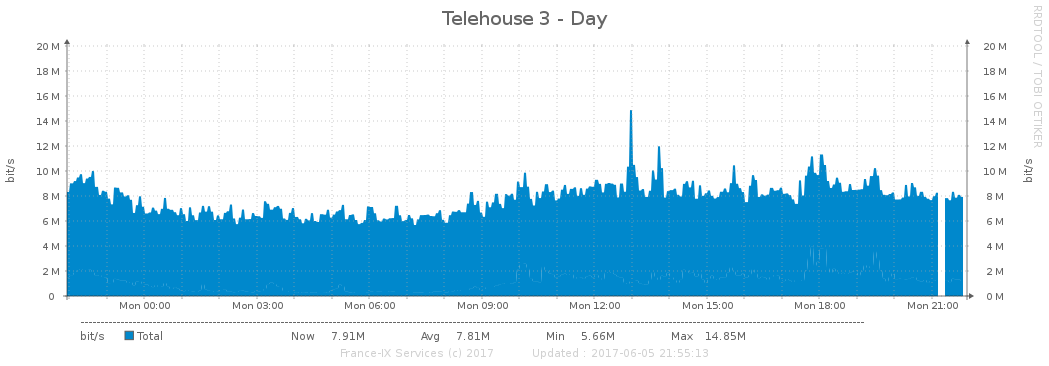 Telehouse 3 - Day
RRDTOOL / TOBI OETIKER
bit/s
20 M 20 M
18 M 18 M
16 M 16 M
14 M 14 M
12 M 12 M
10 M 10 M
8 M 8 M
6 M 6 M
4 M 4 M
2 M 2 M
0 0 M
bit/s
Mon 00:00 Mon 03:00 Mon 06:00 Mon 09:00 Mon 12:00 Mon 15:00 Mon 18:00 Mon 21:00
bit/s Total Now 7.91M Avg 7.81M Min 5.66M Max 14.85M
France-IX Services (c) 2017 Updated : 2017-06-05 21:55:13